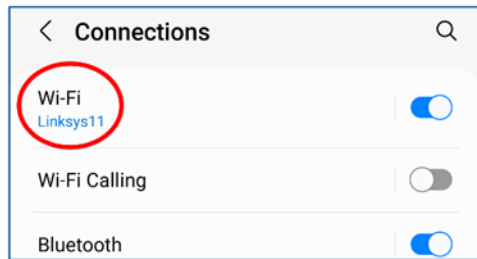 Connections
Wi-Fi
Linksys11
Wi-Fi Calling
Bluetooth